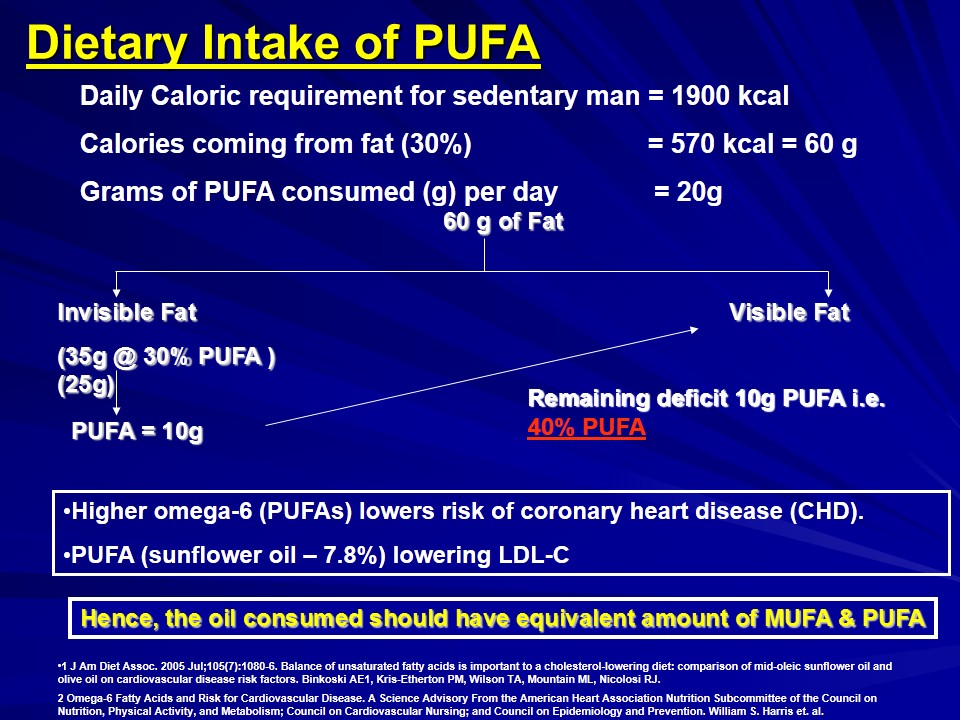 Dietary Intake of PUFA
Daily Caloric requirement for sedentary man = 1900 kcal
Calories coming from fat (30%) = 570 kcal = 60 g
Grams of PUFA consumed (g) per day = 20g
60 g of Fat
Invisible Fat
(35g @ 30% PUFA )
(25g)
PUFA = 10g
Visible Fat
Remaining deficit 10g PUFA i.e.
40% PUFA
•Higher omega-6 (PUFAs) lowers risk of coronary heart disease (CHD).
•PUFA (sunflower oil – 7.8%) lowering LDL-C
Hence, the oil consumed should have equivalent amount of MUFA & PUFA
•1 J Am Diet Assoc. 2005 Jul;105(7):1080-6. Balance of unsaturated fatty acids is important to a cholesterol-lowering diet: comparison of mid-oleic sunflower oil and
olive oil on cardiovascular disease risk factors. Binkoski AE1, Kris-Etherton PM, Wilson TA, Mountain ML, Nicolosi RJ.
2 Omega-6 Fatty Acids and Risk for Cardiovascular Disease. A Science Advisory From the American Heart Association Nutrition Subcommittee of the Council on
Nutrition, Physical Activity, and Metabolism; Council on Cardiovascular Nursing; and Council on Epidemiology and Prevention. William S. Harris et. al.